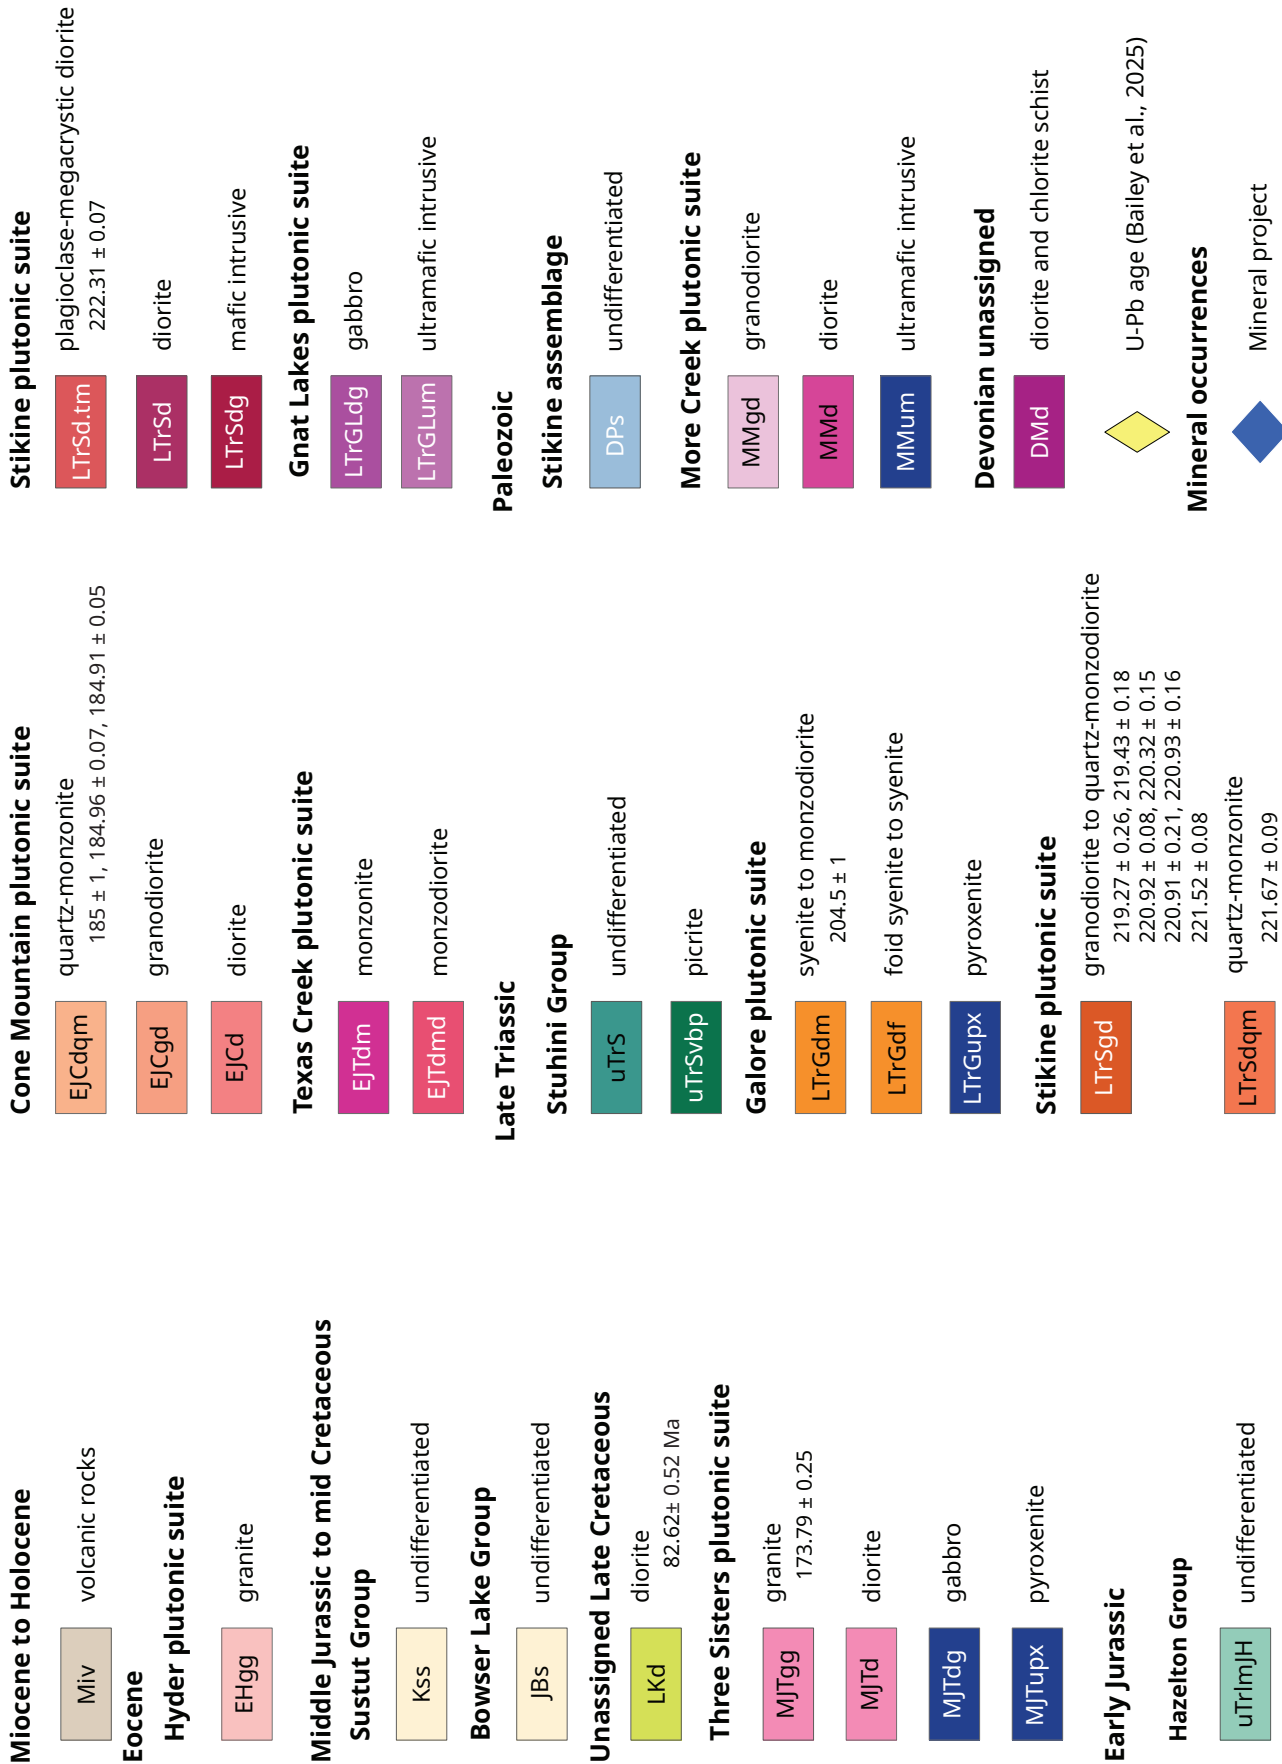 Miocene to Holocene
Miv
volcanic rocks
Eocene
Hyder plutonic suite
EHgg
granite
Middle Jurassic to mid Cretaceous
Sustut Group
Kss
undifferentiated
Bowser Lake Group
JBs
undifferentiated
Unassigned Late Cretaceous
LKd
diorite
82.62± 0.52 Ma
Three Sisters plutonic suite
MJTgg
granite
173.79 ± 0.25
MJTd
diorite
MJTdg
gabbro
MJTupx
pyroxenite
Early Jurassic
Hazelton Group
uTrlmJH
undifferentiated
Cone Mountain plutonic suite
EJCdqm
quartz-monzonite
185 ± 1, 184.96 ± 0.07, 184.91 ± 0.05
EJCgd
granodiorite
EJCd
diorite
Texas Creek plutonic suite
EJTdm
monzonite
EJTdmd
monzodiorite
Late Triassic
Stuhini Group
uTrS
undifferentiated
uTrSvbp
picrite
Galore plutonic suite
LTrGdm
syenite to monzodiorite
204.5 ± 1
LTrGdf
foid syenite to syenite
LTrGupx
pyroxenite
Stikine plutonic suite
LTrSgd
granodiorite to quartz-monzodiorite
219.27 ± 0.26, 219.43 ± 0.18
220.92 ± 0.08, 220.32 ± 0.15
220.91 ± 0.21, 220.93 ± 0.16
221.52 ± 0.08
LTrSdqm
quartz-monzonite
221.67 ± 0.09
Stikine plutonic suite
LTrSd.tm
plagioclase-megacrystic diorite
222.31 ± 0.07
LTrSd
diorite
LTrSdg
mafic intrusive
Gnat Lakes plutonic suite
LTrGLdg
gabbro
LTrGLum
ultramafic intrusive
Paleozoic
Stikine assemblage
DPs
undifferentiated
More Creek plutonic suite
MMgd
granodiorite
MMd
diorite
MMum
ultramafic intrusive
Devonian unassigned
DMd
diorite and chlorite schist
U-Pb age (Bailey et al., 2025)
Mineral occurrences
Mineral project